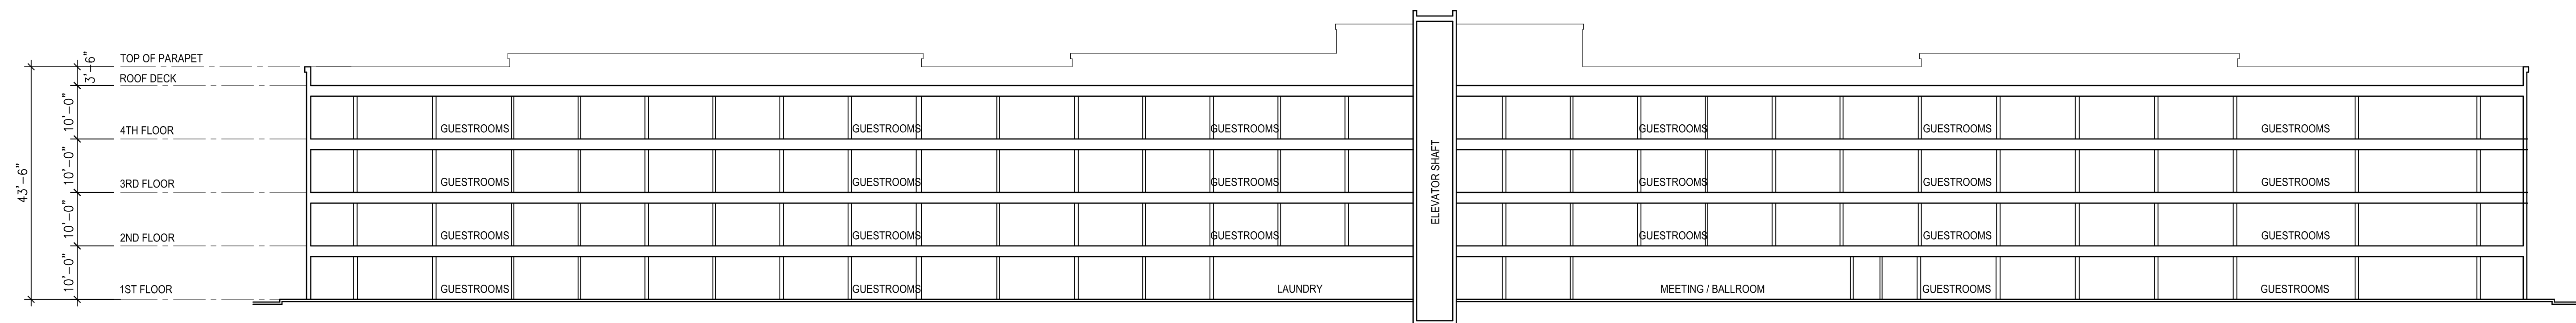 TOP OF PARAPET
3'-6"
ROOF DECK
10'-0"
4TH FLOOR
GUESTROOMS GUESTROOMS GUESTROOMS GUESTROOMS GUESTROOMS GUESTROOMS
43'-6"
10'-0"
3RD FLOOR
GUESTROOMS GUESTROOMS GUESTROOMS GUESTROOMS GUESTROOMS GUESTROOMS
ELEVATOR SHAFT
10'-0"
2ND FLOOR
GUESTROOMS GUESTROOMS GUESTROOMS GUESTROOMS GUESTROOMS GUESTROOMS
10'-0"
1ST FLOOR
GUESTROOMS GUESTROOMS LAUNDRY MEETING / BALLROOM GUESTROOMS GUESTROOMS